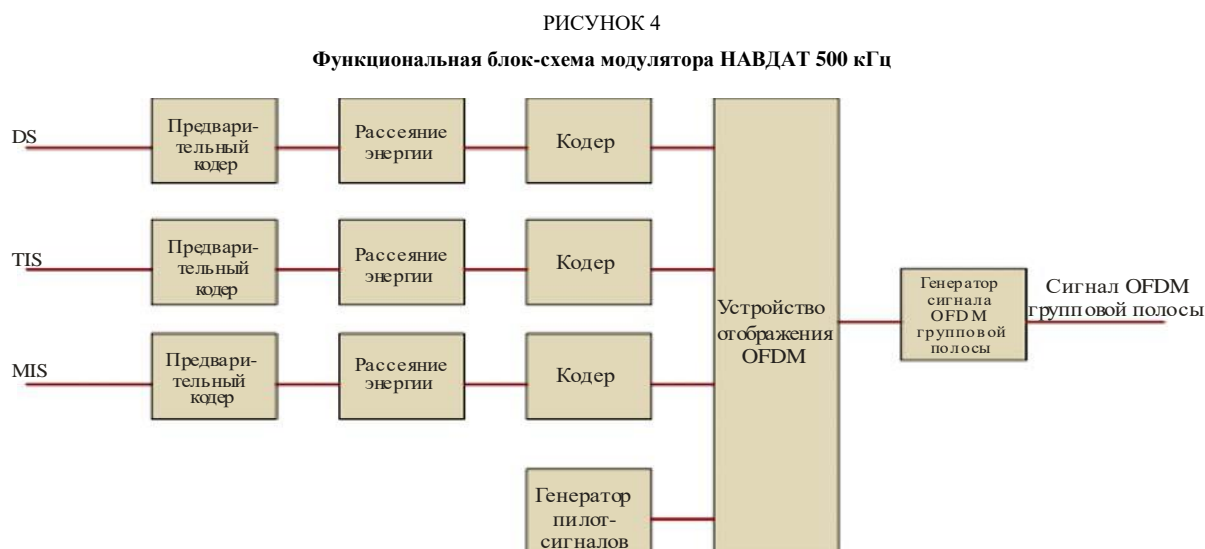 РИСУНОК 4
Функциональная блок-схема модулятора НАВДАТ 500 кГц
DS
Предвари-
тельный
кодер
Рассеяние
энергии
Кодер
TIS
Предвари-
тельный
кодер
Рассеяние
энергии
Кодер
MIS
Предвари-
тельный
кодер
Рассеяние
энергии
Кодер
Генератор
пилот-
сигналов
Устройство
отображения
OFDM
Генератор
сигнала
OFDM
групповой
полосы
Сигнал OFDM
групповой полосы